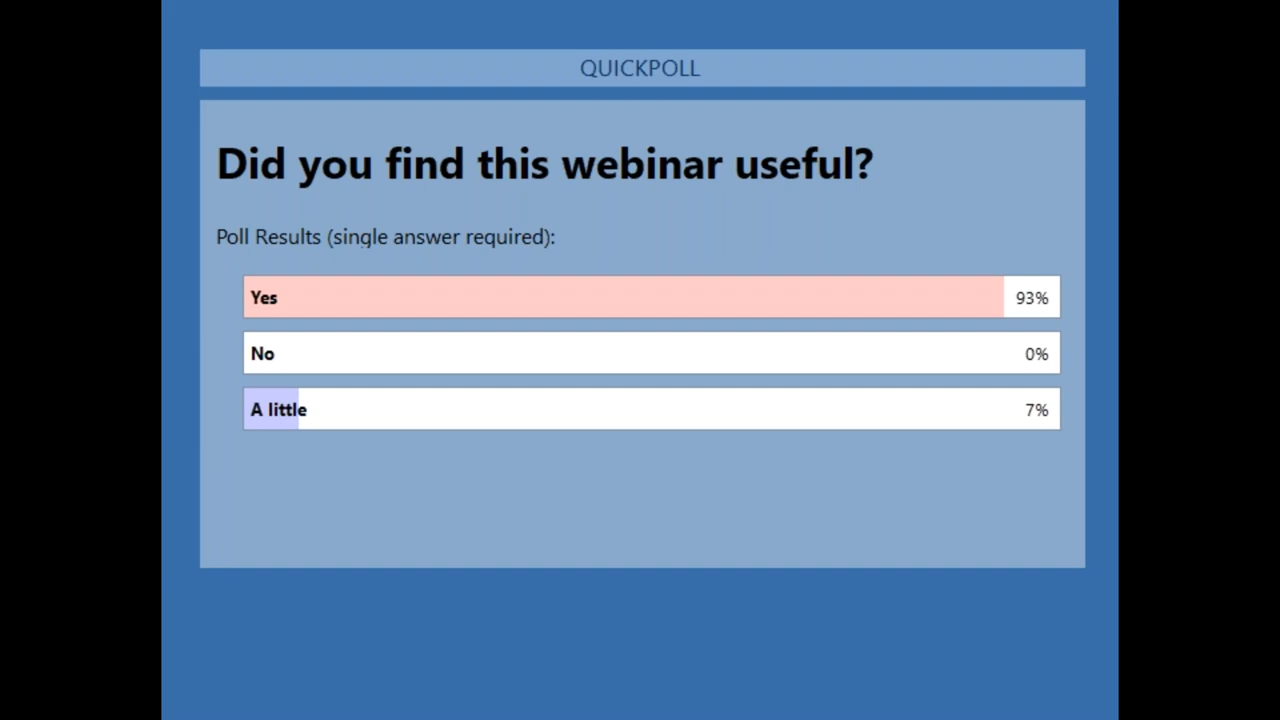 QUICKPOLL
Did you find this webinar useful?
Poll Results (single answer required):
Yes 93%
No 0%
A little 7%